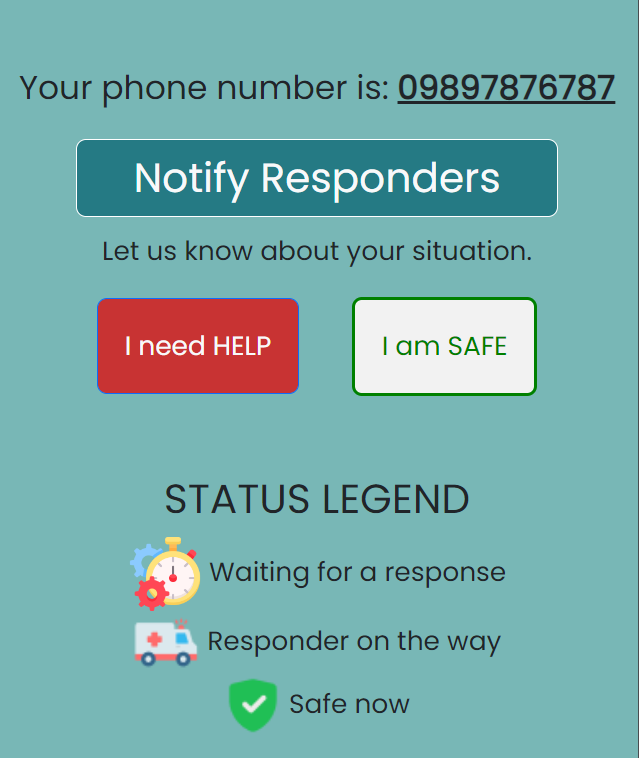 Your phone number is: 09897876787
Notify Responders
Let us know about your situation.
I need HELP
I am SAFE
STATUS LEGEND
Waiting for a response
Responder on the way
Safe now